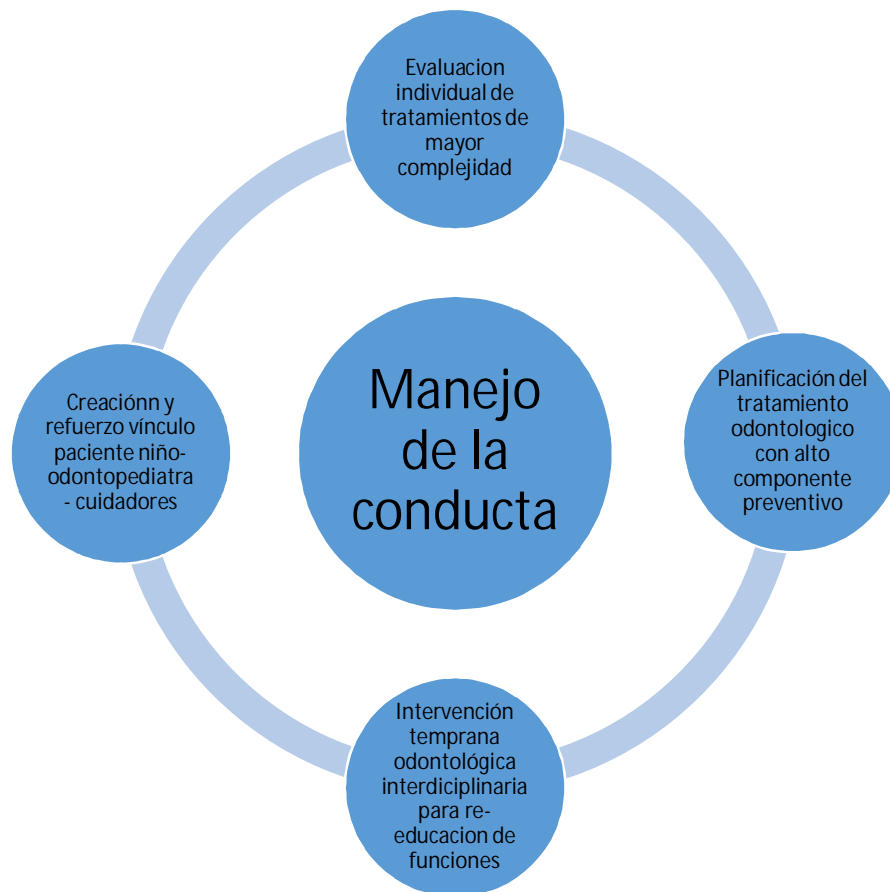 Evaluacion
individual de
tratamientos de
mayor
complejidad
Manejo
de la
conducta
Planificación del
tratamiento
odontologico
con alto
componente
preventivo
Intervención
temprana
odontológica
interdiciplinaria
para re-
educacion de
funciones
Creaciónn y
refuerzo vínculo
paciente niño-
odontopediatra
- cuidadores